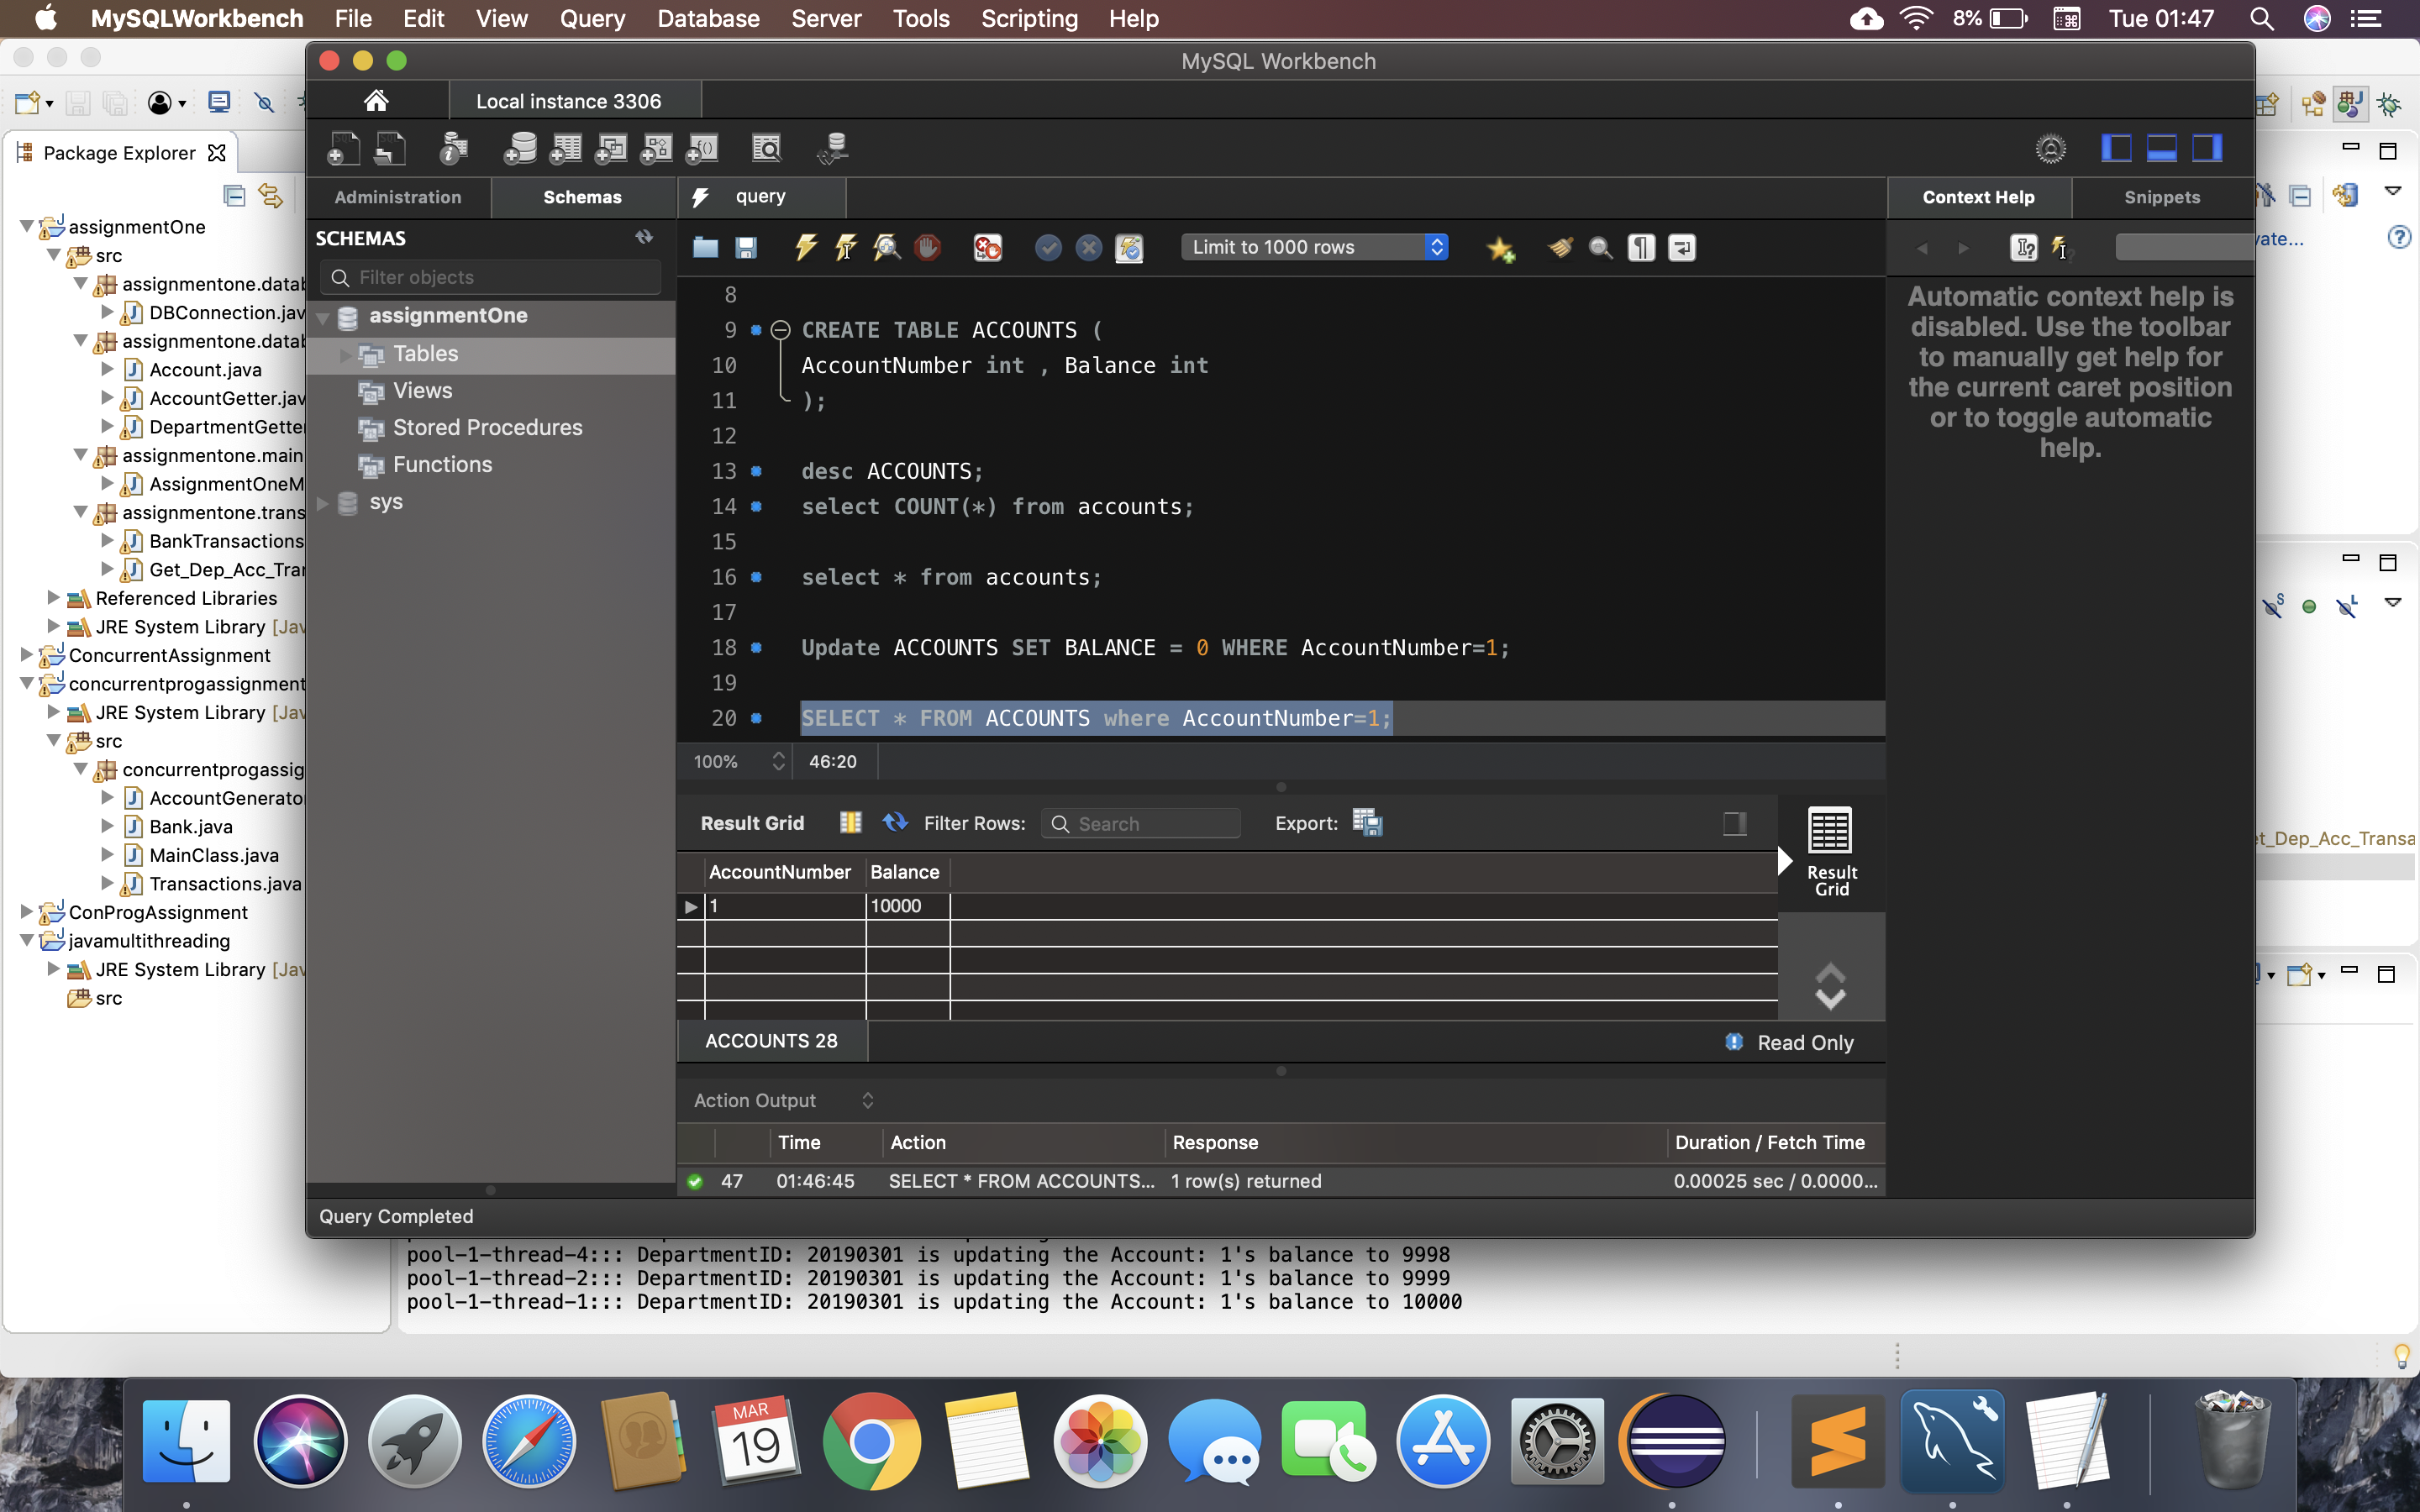 MySQLWorkbench File Edit View Query Database Server Tools Scripting Help 8% Tue 01:47
MySQL Workbench
Local instance 3306
Package Explorer
Administration Schemas query Context Help Snippets
SCHEMAS
Filter objects
Limit to 1000 rows
assignmentOne
Tables
Views
Stored Procedures
Functions
sys
assignmentOne
src
assignmentone.datab
DBConnection.jav
assignmentone.datab
Account.java
AccountGetter.jav
DepartmentGetter
assignmentone.main
AssignmentOneM
assignmentone.trans
BankTransactions
Get_Dep_Acc_Tran
Referenced Libraries
JRE System Library [Jav
ConcurrentAssignment
concurrentprogassignment
JRE System Library [Jav
src
concurrentprogassig
AccountGenerato
Bank.java
MainClass.java
Transactions.java
ConProgAssignment
javamultithreading
JRE System Library [Jav
src
8
9 CREATE TABLE ACCOUNTS (
10 AccountNumber int , Balance int
11 );
12
13 desc ACCOUNTS;
14 select COUNT(*) from accounts;
15
16 select * from accounts;
17
18 Update ACCOUNTS SET BALANCE = 0 WHERE AccountNumber=1;
19
20 SELECT * FROM ACCOUNTS where AccountNumber=1;
100% 46:20
Automatic context help is
disabled. Use the toolbar
to manually get help for
the current caret position
or to toggle automatic
help.
vate...
et_Dep_Acc_Transa
Result Grid Filter Rows: Search Export:
Result
Grid
AccountNumber Balance
1 10000
ACCOUNTS 28 Read Only
Action Output
Time Action Response Duration / Fetch Time
47 01:46:45 SELECT * FROM ACCOUNTS... 1 row(s) returned 0.00025 sec / 0.0000...
Query Completed
pool-1-thread-4::: DepartmentID: 20190301 is updating the Account: 1's balance to 9998
pool-1-thread-2::: DepartmentID: 20190301 is updating the Account: 1's balance to 9999
pool-1-thread-1::: DepartmentID: 20190301 is updating the Account: 1's balance to 10000
MAR
19